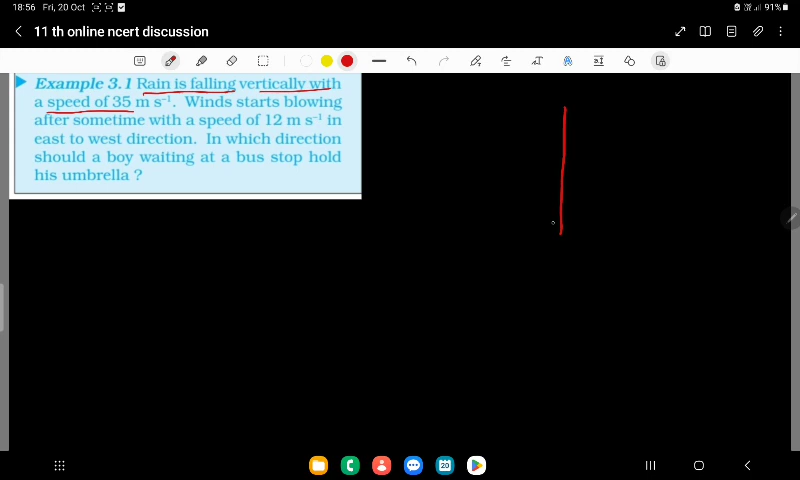 18:56 Fri, 20 Oct
91%
11 th online ncert discussion
Example 3.1 Rain is falling vertically with
a speed of 35 m s⁻¹. Winds starts blowing
after sometime with a speed of 12 m s⁻¹ in
east to west direction. In which direction
should a boy waiting at a bus stop hold
his umbrella ?
20